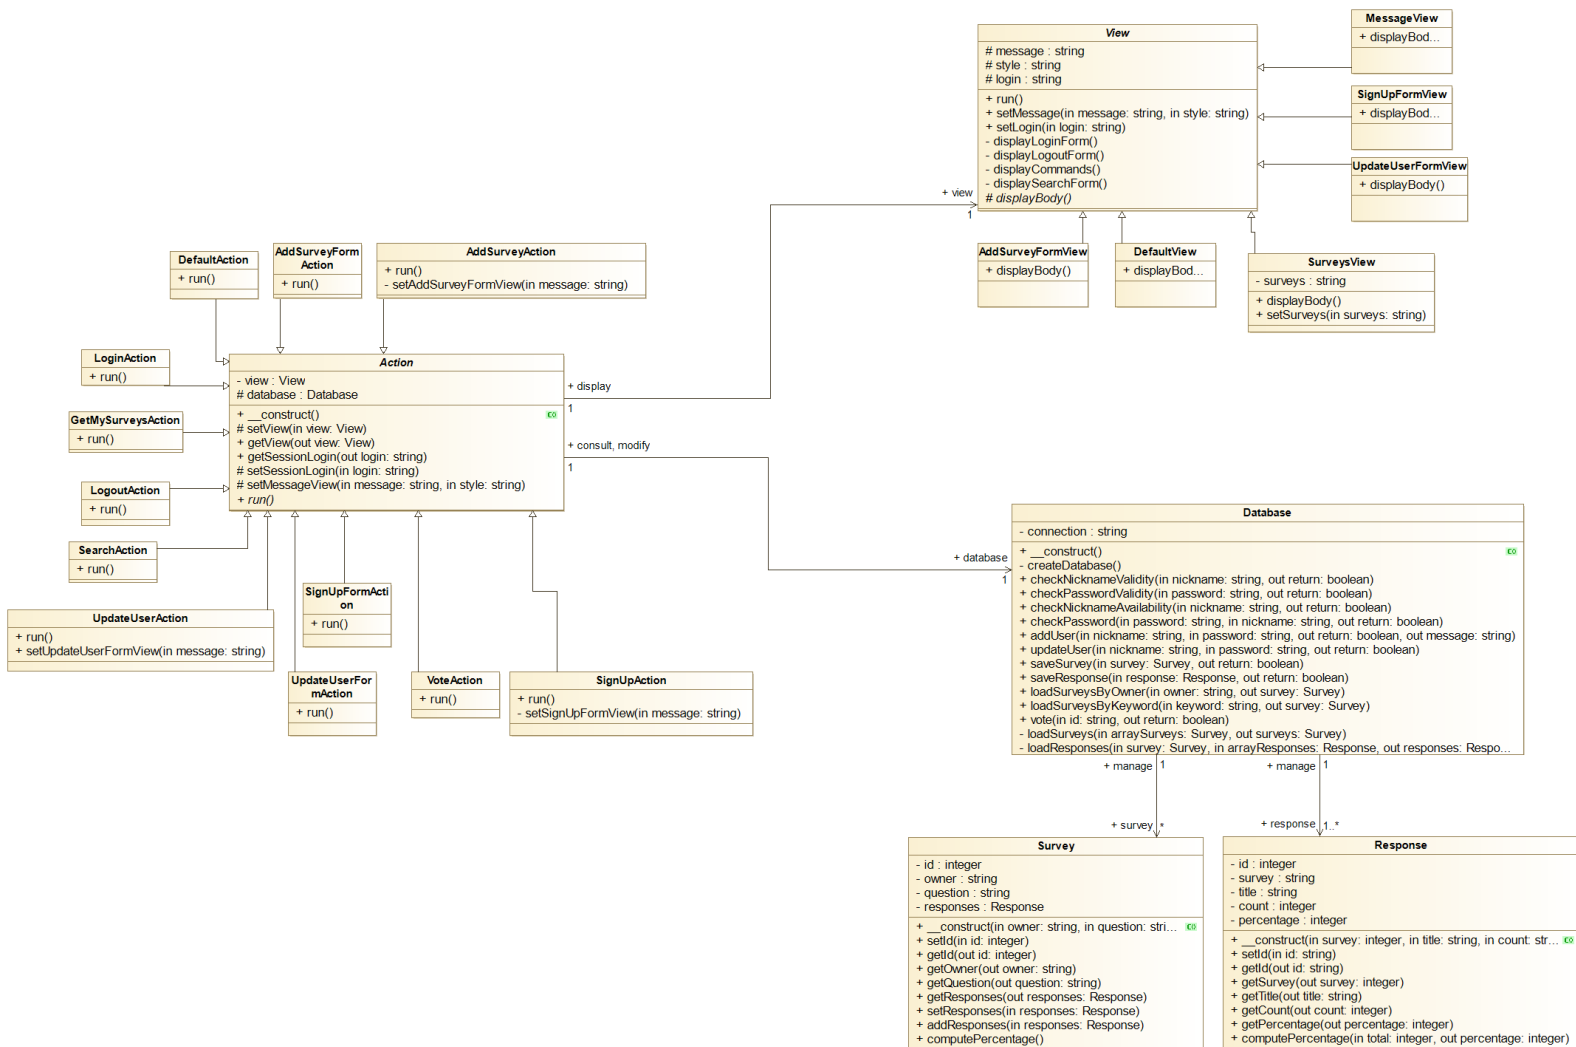 MessageView
+ displayBod...
SignUpFormView
+ displayBod...
UpdateUserFormView
+ displayBody()
View
# message : string
# style : string
# login : string
+ run()
+ setMessage(in message: string, in style: string)
+ setLogin(in login: string)
- displayLoginForm()
- displayLogoutForm()
- displayCommands()
- displaySearchForm()
# displayBody()
+ view
1
AddSurveyFormView
+ displayBody()
DefaultView
+ displayBod...
SurveysView
- surveys : string
+ displayBody()
+ setSurveys(in surveys: string)
DefaultAction
+ run()
AddSurveyForm
Action
+ run()
AddSurveyAction
+ run()
- setAddSurveyFormView(in message: string)
LoginAction
+ run()
GetMySurveysAction
+ run()
LogoutAction
+ run()
SearchAction
+ run()
Action
- view : View
# database : Database
+ __construct()
# setView(in view: View)
+ getView(out view: View)
+ getSessionLogin(out login: string)
# setSessionLogin(in login: string)
# setMessageView(in message: string, in style: string)
+ run()
+ display
1
+ consult, modify
1
UpdateUserAction
+ run()
+ setUpdateUserFormView(in message: string)
SignUpFormActi
on
+ run()
UpdateUserFor
mAction
+ run()
VoteAction
+ run()
SignUpAction
+ run()
- setSignUpFormView(in message: string)
+ database
1
Database
- connection : string
+ __construct()
- createDatabase()
+ checkNicknameValidity(in nickname: string, out return: boolean)
+ checkPasswordValidity(in password: string, out return: boolean)
+ checkNicknameAvailability(in nickname: string, out return: boolean)
+ checkPassword(in password: string, in nickname: string, out return: boolean)
+ addUser(in nickname: string, in password: string, out return: boolean, out message: string)
+ updateUser(in nickname: string, in password: string, out return: boolean)
+ saveSurvey(in survey: Survey, out return: boolean)
+ saveResponse(in response: Response, out return: boolean)
+ loadSurveysByOwner(in owner: string, out survey: Survey)
+ loadSurveysByKeyword(in keyword: string, out survey: Survey)
+ vote(in id: string, out return: boolean)
- loadSurveys(in arraySurveys: Survey, out surveys: Survey)
- loadResponses(in survey: Survey, in arrayResponses: Response, out responses: Respo...
+ manage
1
+ manage
1
+ survey
*
+ response
1..*
Survey
- id : integer
- owner : string
- question : string
- responses : Response
+ __construct(in owner: string, in question: stri...
+ setId(in id: integer)
+ getId(out id: integer)
+ getOwner(out owner: string)
+ getQuestion(out question: string)
+ getResponses(out responses: Response)
+ setResponses(in responses: Response)
+ addResponses(in responses: Response)
+ computePercentage()
Response
- id : integer
- survey : string
- title : string
- count : integer
- percentage : integer
+ __construct(in survey: integer, in title: string, in count: str...
+ setId(in id: string)
+ getId(out id: string)
+ getSurvey(out survey: integer)
+ getTitle(out title: string)
+ getCount(out count: integer)
+ getPercentage(out percentage: integer)
+ computePercentage(in total: integer, out percentage: integer)